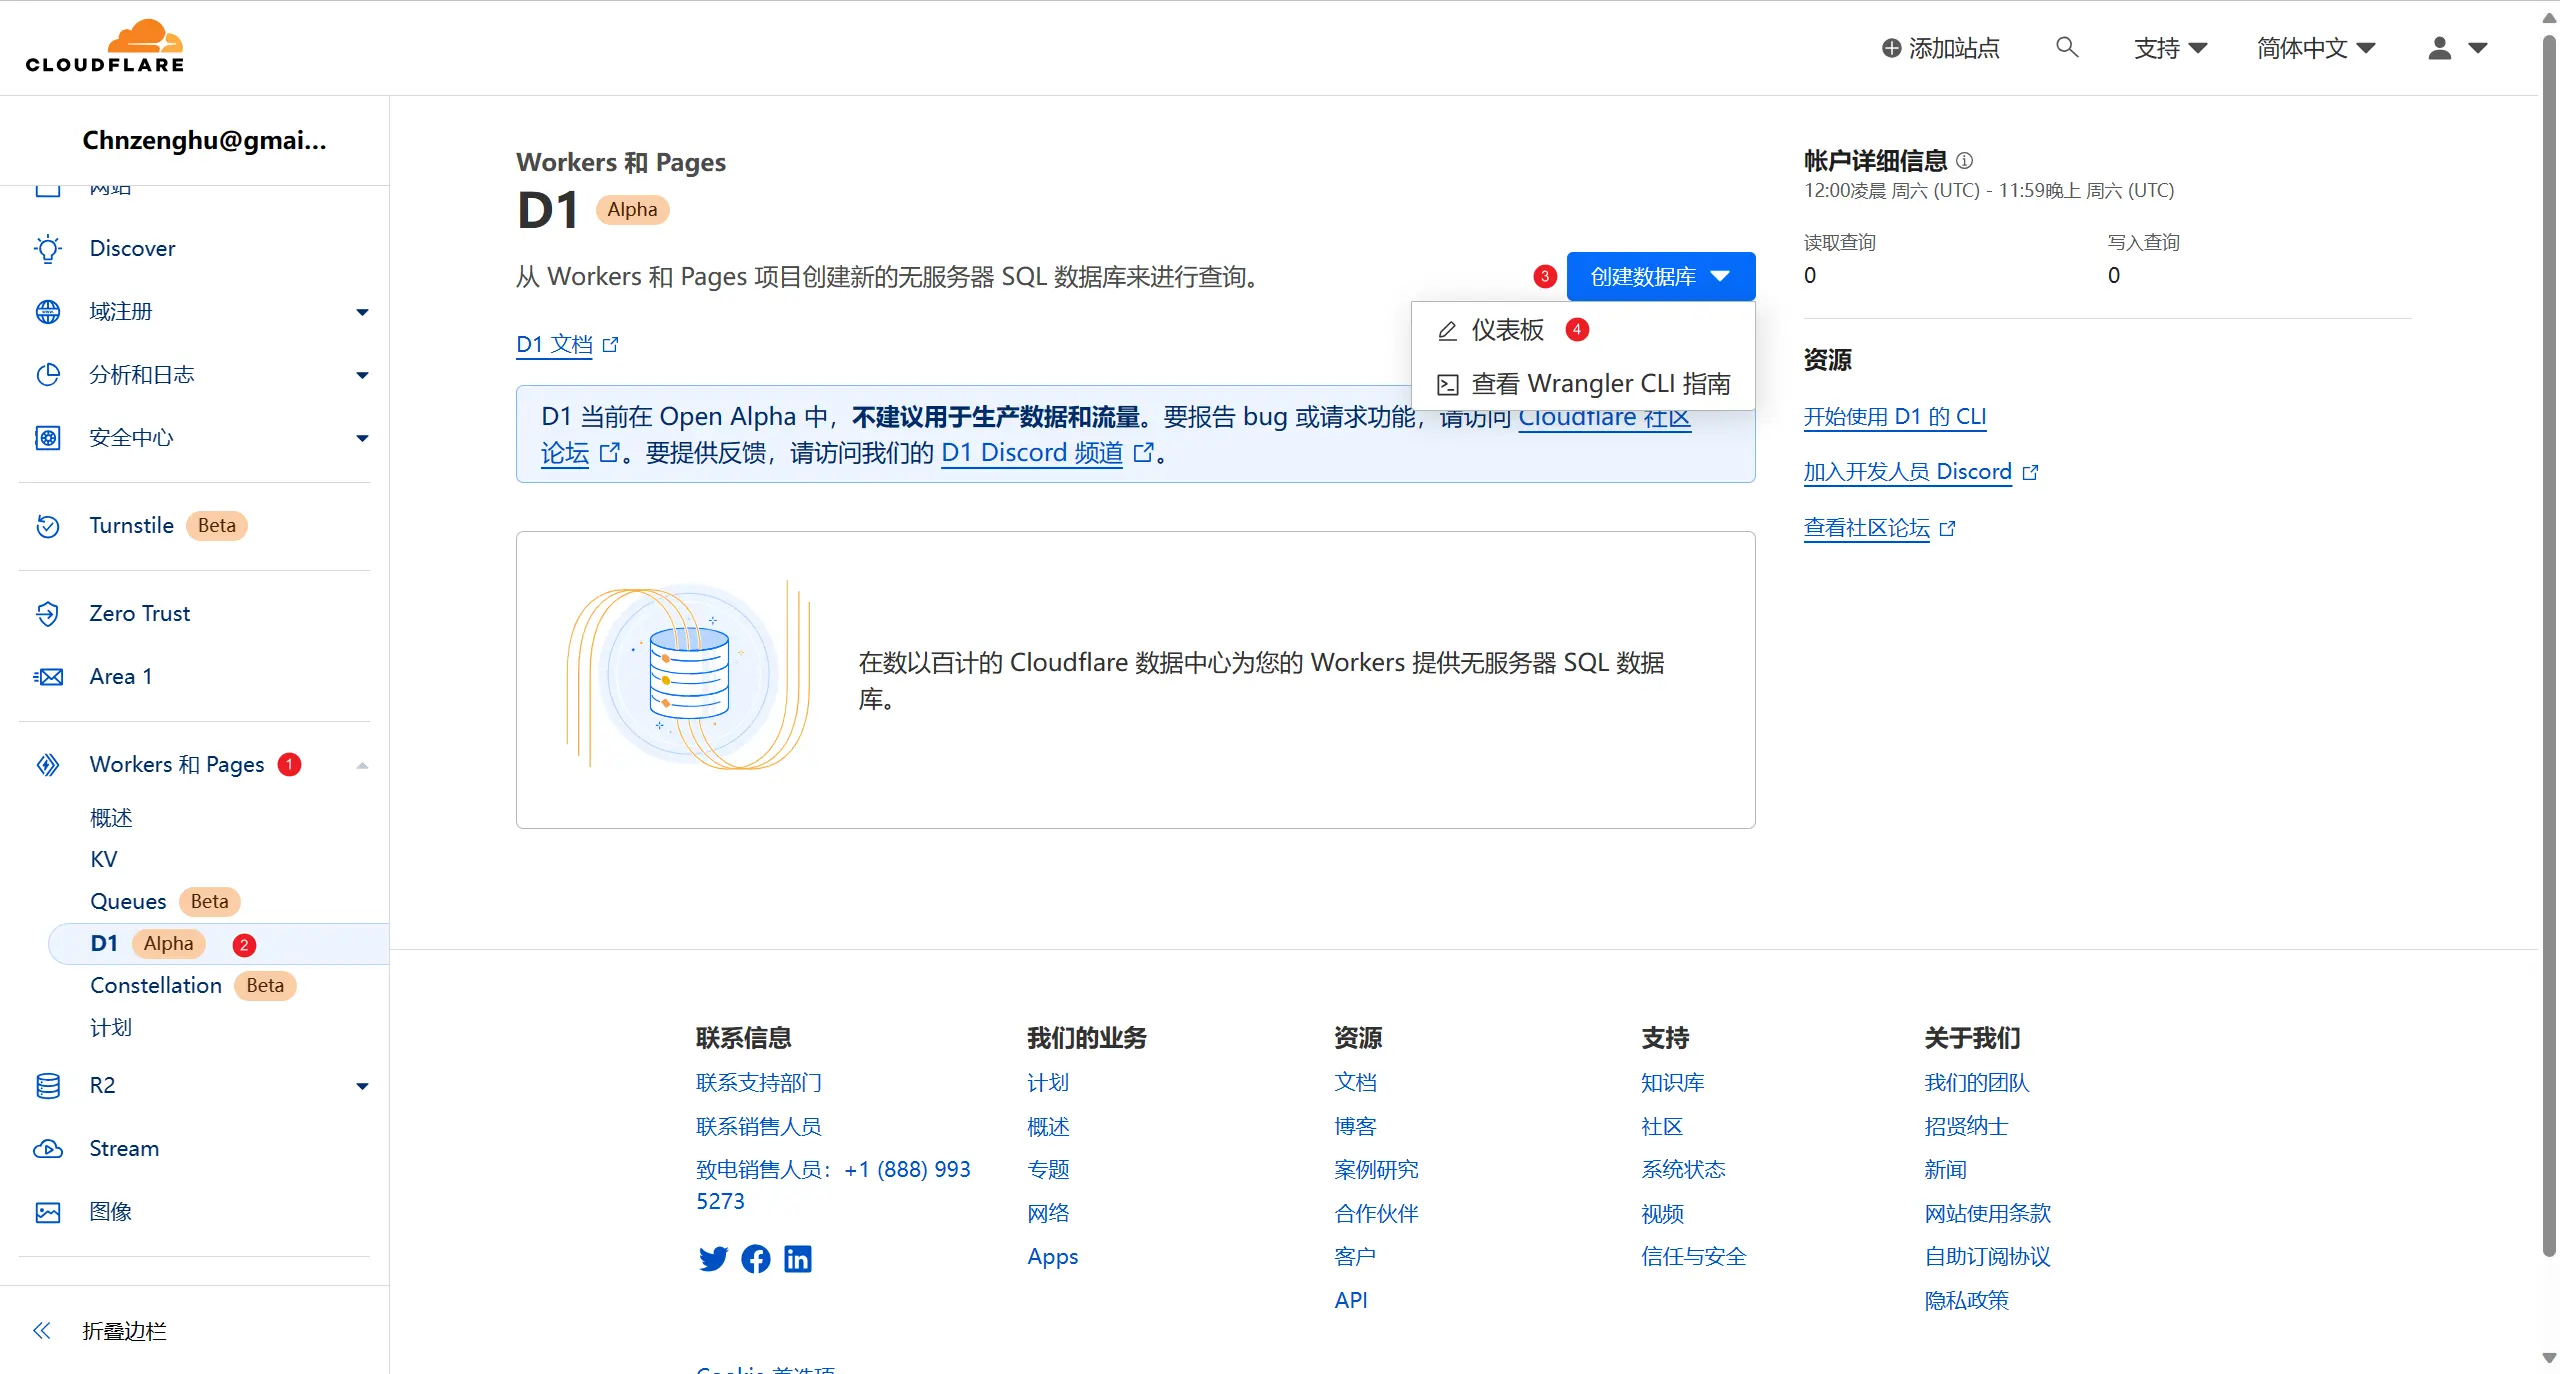 CLOUDFLARE
添加站点
支持
简体中文
Chnzenghu@gmai...
网站
Discover
域注册
分析和日志
安全中心
Turnstile Beta
Zero Trust
Area 1
Workers 和 Pages 1
概述
KV
Queues Beta
D1 Alpha 2
Constellation Beta
计划
R2
Stream
图像
折叠边栏
Workers 和 Pages
D1 Alpha
从 Workers 和 Pages 项目创建新的无服务器 SQL 数据库来进行查询。
3 创建数据库
仪表板 4
查看 Wrangler CLI 指南
D1 文档
D1 当前在 Open Alpha 中，不建议用于生产数据和流量。要报告 bug 或请求功能，请访问 Cloudflare 社区
论坛。要提供反馈，请访问我们的 D1 Discord 频道。
在数以百计的 Cloudflare 数据中心为您的 Workers 提供无服务器 SQL 数据
库。
帐户详细信息
12:00凌晨 周六 (UTC) - 11:59晚上 周六 (UTC)
读取查询 写入查询
0 0
资源
开始使用 D1 的 CLI
加入开发人员 Discord
查看社区论坛
联系信息
联系支持部门
联系销售人员
致电销售人员：+1 (888) 993
5273
我们的业务
计划
概述
专题
网络
Apps
资源
文档
博客
案例研究
合作伙伴
客户
API
支持
知识库
社区
系统状态
视频
信任与安全
关于我们
我们的团队
招贤纳士
新闻
网站使用条款
自助订阅协议
隐私政策
Cookie 首选项